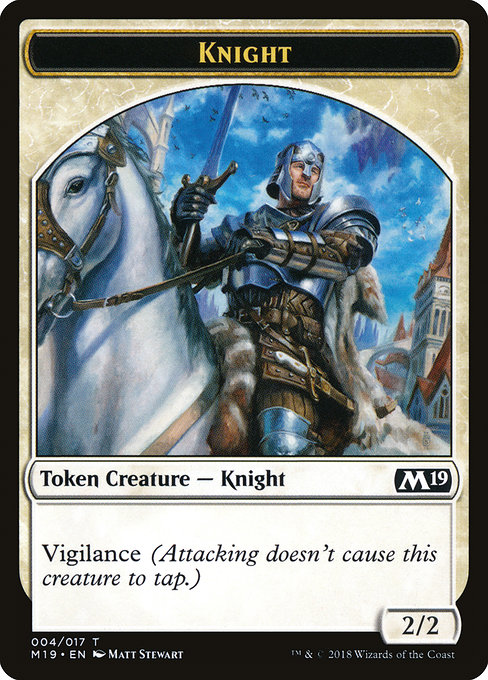 Knight
Token Creature — Knight
M19
Vigilance (Attacking doesn't cause this
creature to tap.)
2/2
004/017 T
M19 • EN Matt Stewart
™ & © 2018 Wizards of the Coast